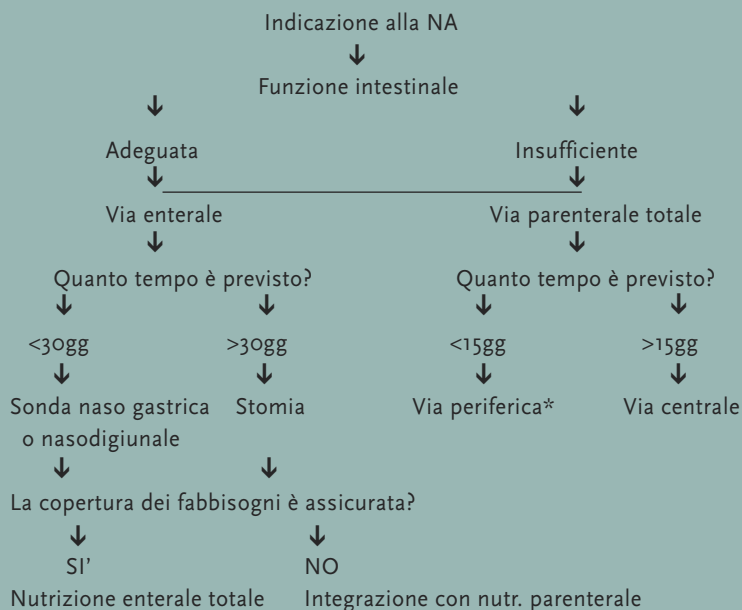 Indicazione alla NA
Funzione intestinale
Adeguata Insufficiente
Via enterale Via parenterale totale
Quanto tempo è previsto? Quanto tempo è previsto?
<30gg >30gg <15gg >15gg
Sonda naso gastrica Stomia Via periferica* Via centrale
o nasodigiunale
La copertura dei fabbisogni è assicurata?
SI' NO
Nutrizione enterale totale Integrazione con nutr. parenterale